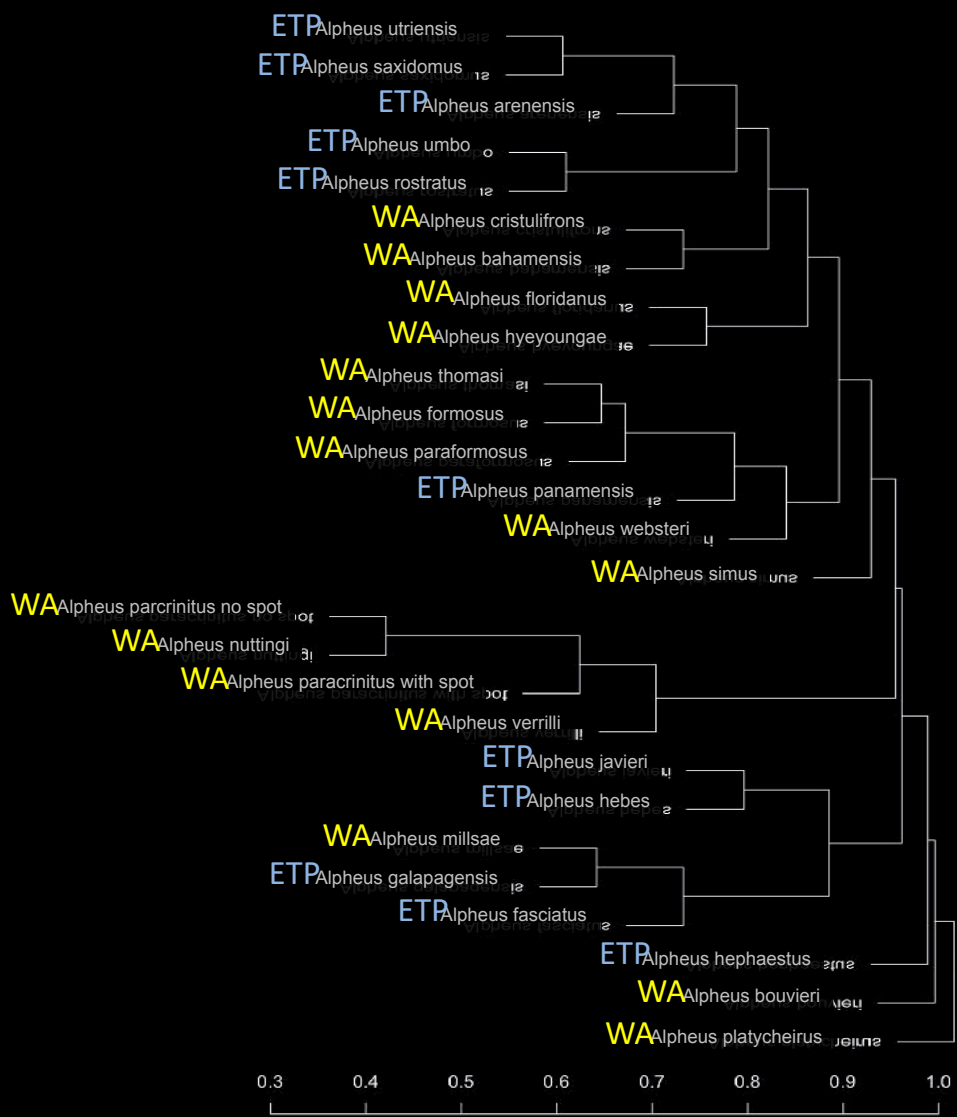 ETP Alpheus utriensis
ETP Alpheus saxidomus
ETP Alpheus arenensis
ETP Alpheus umbo
ETP Alpheus rostratus
WA Alpheus cristulifrons
WA Alpheus bahamensis
WA Alpheus floridanus
WA Alpheus hyeyoungae
WA Alpheus thomasi
WA Alpheus formosus
WA Alpheus paraformosus
ETP Alpheus panamensis
WA Alpheus websteri
WA Alpheus simus
WA Alpheus parcrinitus no spot
WA Alpheus nuttingi
WA Alpheus paracrinitus with spot
WA Alpheus verrilli
ETP Alpheus javieri
ETP Alpheus hebes
WA Alpheus millsae
ETP Alpheus galapagensis
ETP Alpheus fasciatus
ETP Alpheus hephaestus
WA Alpheus bouvieri
WA Alpheus platycheirus
0.3 0.4 0.5 0.6 0.7 0.8 0.9 1.0